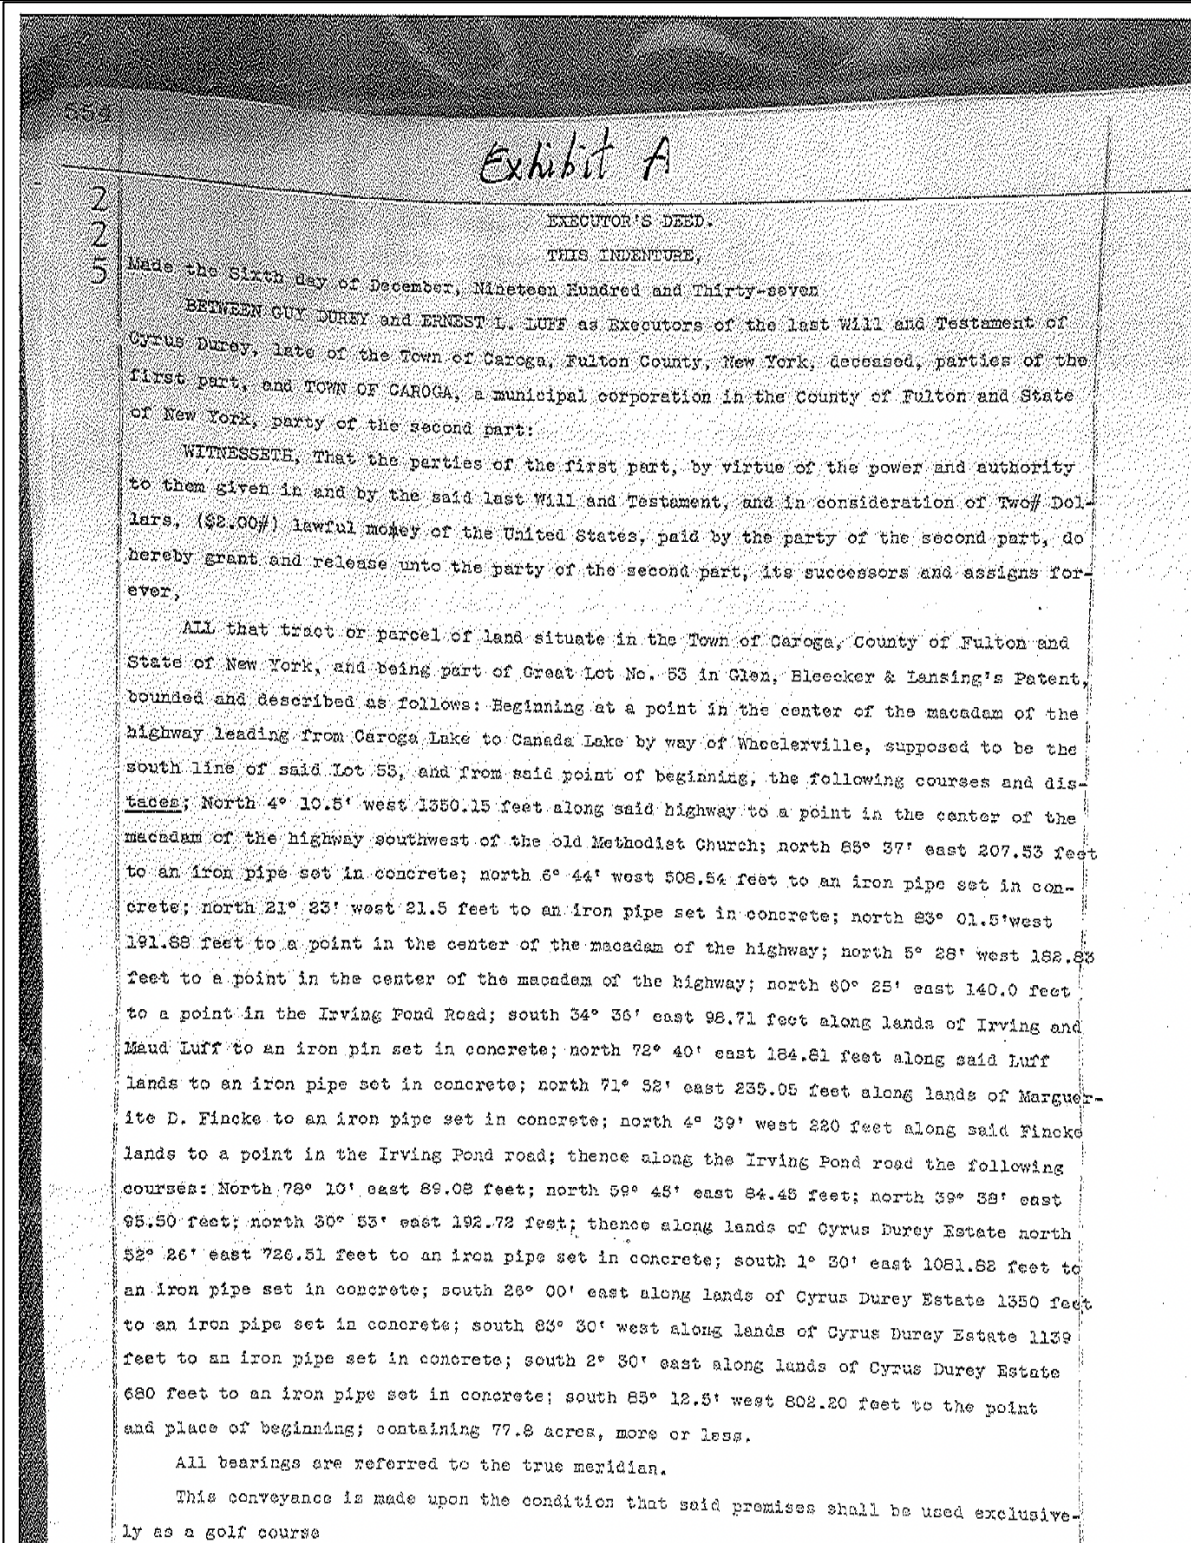 554
Exhibit A
2
2
5
EXECUTOR'S DEED.
THIS INDENTURE,
Made the Sixth day of December, Nineteen Hundred and Thirty-seven
BETWEEN GUY DUREY and ERNEST L. LUFF as Executors of the last Will and Testament of
Cyrus Durey, late of the Town of Caroga, Fulton County, New York, deceased, parties of the
first part, and TOWN OF CAROGA, a municipal corporation in the County of Fulton and State
of New York, party of the second part:
WITNESSETH, That the parties of the first part, by virtue of the power and authority
to them given in and by the said last Will and Testament, and in consideration of Two# Dol-
lars, ($2.00#) lawful money of the United States, paid by the party of the second part, do
hereby grant and release unto the party of the second part, its successors and assigns for-
ever,
ALL that tract or parcel of land situate in the Town of Caroga, County of Fulton and
State of New York, and being part of Great Lot No. 53 in Glen, Bleecker & Lansing's Patent,
bounded and described as follows: Beginning at a point in the center of the macadam of the
highway leading from Caroga Lake to Canada Lake by way of Wheelerville, supposed to be the
south line of said Lot 53, and from said point of beginning, the following courses and dis-
taces; North 4° 10.5' west 1350.15 feet along said highway to a point in the center of the
macadam of the highway southwest of the old Methodist Church; north 85° 37' east 207.53 feet
to an iron pipe set in concrete; north 6° 44' west 508.54 feet to an iron pipe set in con-
crete; north 21° 23' west 21.5 feet to an iron pipe set in concrete; north 83° 01.5'west
191.88 feet to a point in the center of the macadam of the highway; north 5° 28' west 182.83
feet to a point in the center of the macadam of the highway; north 60° 25' east 140.0 feet
to a point in the Irving Pond Road; south 34° 36' east 98.71 feet along lands of Irving and
Maud Luff to an iron pin set in concrete; north 72° 40' east 184.81 feet along said Luff
lands to an iron pipe set in concrete; north 71° 52' east 235.05 feet along lands of Marguer-
ite D. Fincke to an iron pipe set in concrete; north 4° 39' west 220 feet along said Fincke
lands to a point in the Irving Pond road; thence along the Irving Pond road the following
courses: North 78° 10' east 89.08 feet; north 59° 45' east 84.45 feet; north 39° 38' east
95.50 feet; north 30° 53' east 192.72 feet; thence along lands of Cyrus Durey Estate north
52° 26' east 726.51 feet to an iron pipe set in concrete; south 1° 30' east 1081.82 feet to
an iron pipe set in concrete; south 26° 00' east along lands of Cyrus Durey Estate 1350 feet
to an iron pipe set in concrete; south 83° 30' west along lands of Cyrus Durey Estate 1139
feet to an iron pipe set in concrete; south 2° 30' east along lands of Cyrus Durey Estate
680 feet to an iron pipe set in concrete; south 85° 12.5' west 802.20 feet to the point
and place of beginning; containing 77.8 acres, more or less.
All bearings are referred to the true meridian.
This conveyance is made upon the condition that said premises shall be used exclusive-
ly as a golf course